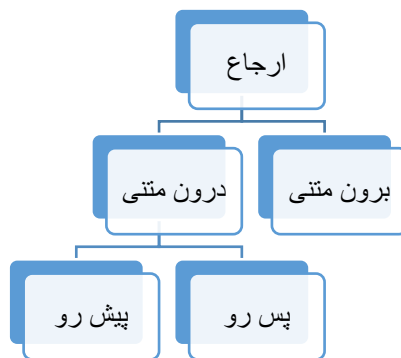 ارجاع
برون متنی
درون متنی
پس رو
پیش رو